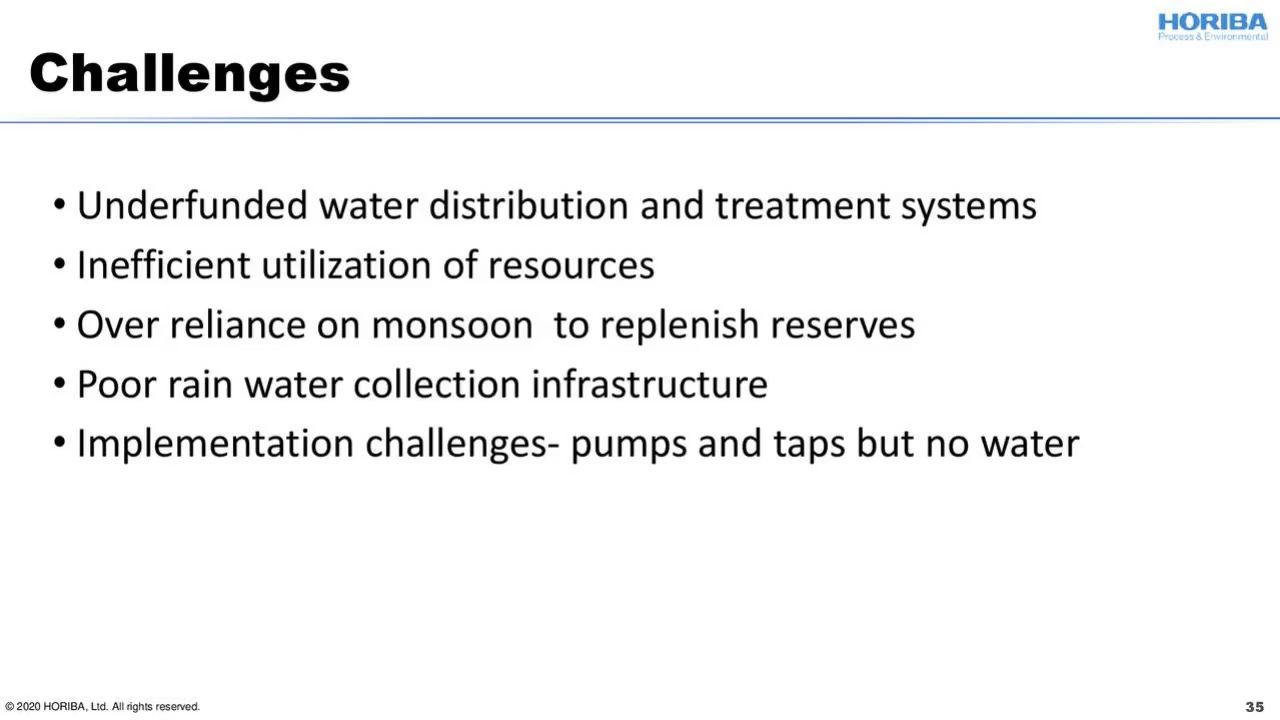 HORIBA
Process & Environmental
Challenges
• Underfunded water distribution and treatment systems
• Inefficient utilization of resources
• Over reliance on monsoon  to replenish reserves
• Poor rain water collection infrastructure
• Implementation challenges- pumps and taps but no water
© 2020 HORIBA, Ltd. All rights reserved.
35